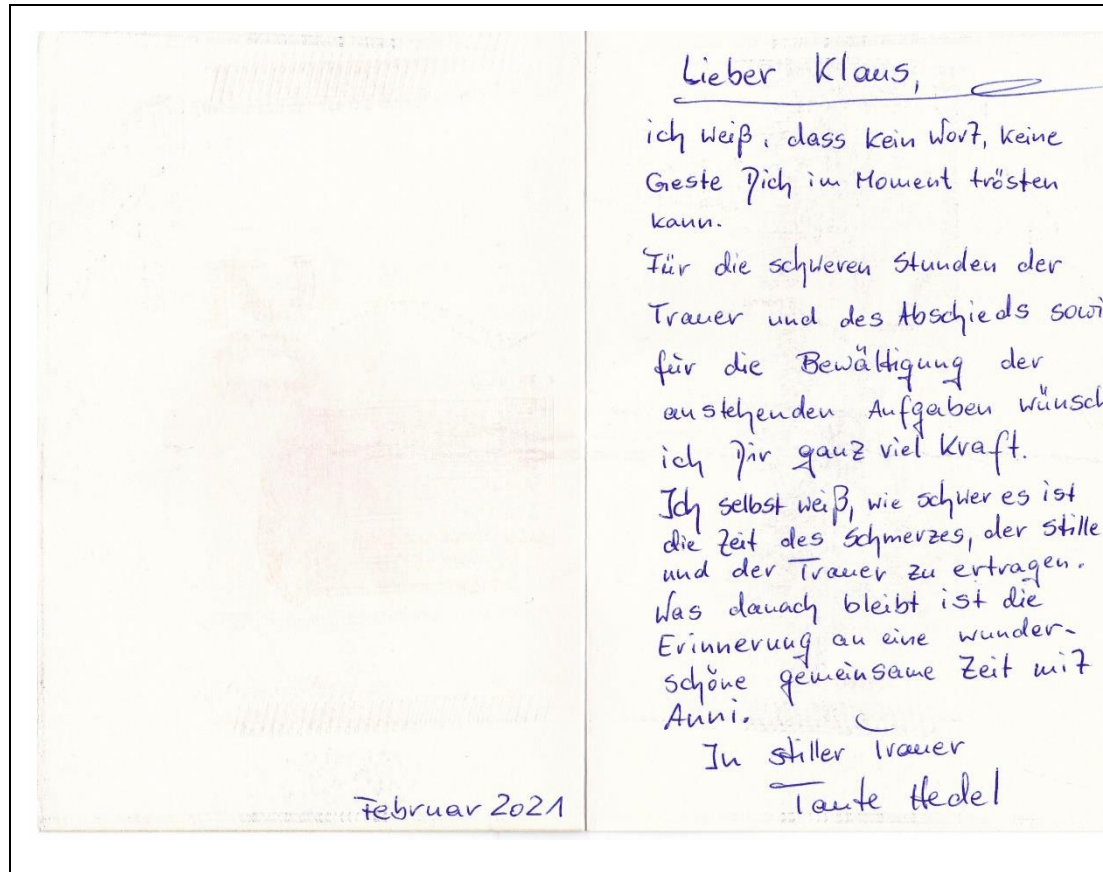 Lieber Klaus,
ich weiß, dass kein Wort, keine
Geste Dich im Moment trösten
kann.
Für die schweren Stunden der
Trauer und des Abschieds sowi
für die Bewältigung der
anstehenden Aufgaben wünsch
ich Dir ganz viel Kraft.
Ich selbst weiß, wie schwer es ist
die Zeit des Schmerzes, der Stille
und der Trauer zu ertragen.
Was danach bleibt ist die
Erinnerung an eine wunder-
schöne gemeinsame Zeit mit
Anni.
In stiller Trauer
Tante Hedel
Februar 2021